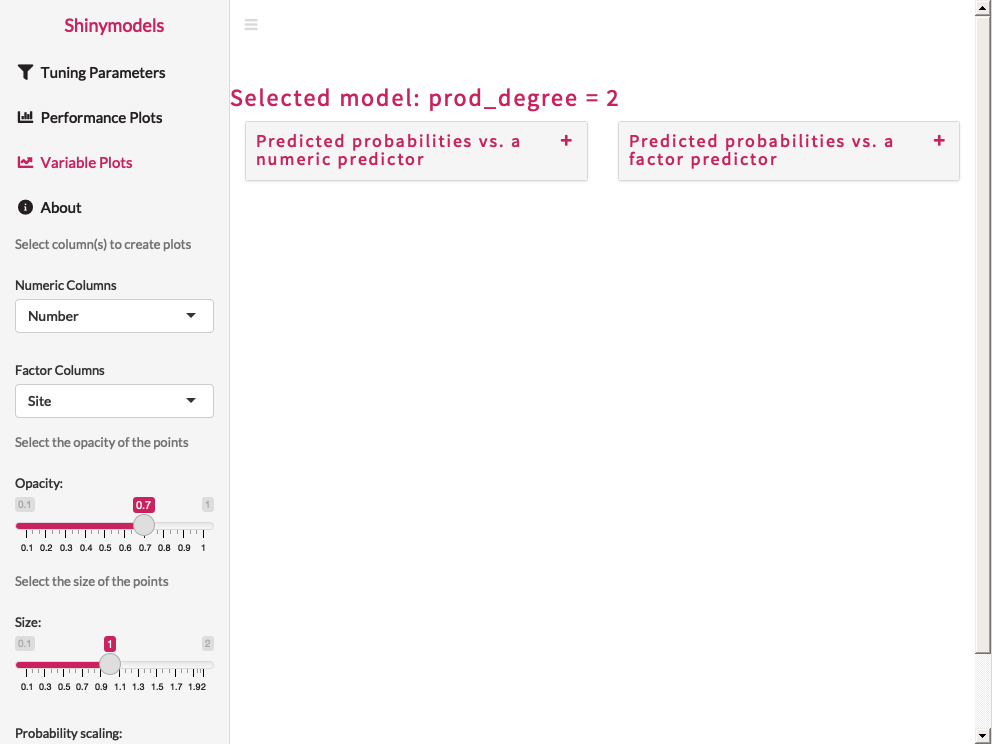 Shinymodels
Tuning Parameters
Performance Plots
Variable Plots
About
Select column(s) to create plots
Numeric Columns
Number
Factor Columns
Site
Select the opacity of the points
Opacity:
0.1 0.7 1
0.1 0.2 0.3 0.4 0.5 0.6 0.7 0.8 0.9 1
Select the size of the points
Size:
0.1 1 2
0.1 0.3 0.5 0.7 0.9 1.1 1.3 1.5 1.7 1.92
Probability scaling:
Selected model: prod_degree = 2
Predicted probabilities vs. a
numeric predictor
+
Predicted probabilities vs. a
factor predictor
+